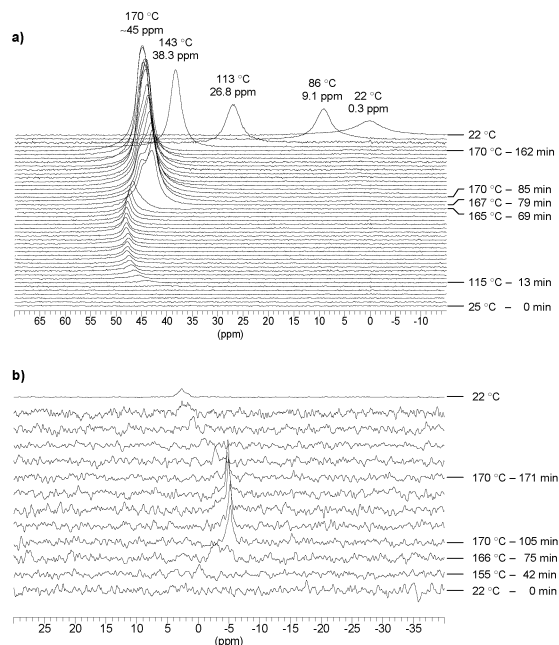 a)
170 °C
~45 ppm
143 °C
38.3 ppm
113 °C
26.8 ppm
86 °C
9.1 ppm
22 °C
0.3 ppm
22 °C
170 °C – 162 min
170 °C – 85 min
167 °C – 79 min
165 °C – 69 min
115 °C – 13 min
25 °C – 0 min
65 60 55 50 45 40 35 30 25 20 15 10 5 0 -5 -10
(ppm)
b)
22 °C
170 °C – 171 min
170 °C – 105 min
166 °C – 75 min
155 °C – 42 min
22 °C – 0 min
25 20 15 10 5 0 -5 -10 -15 -20 -25 -30 -35
(ppm)